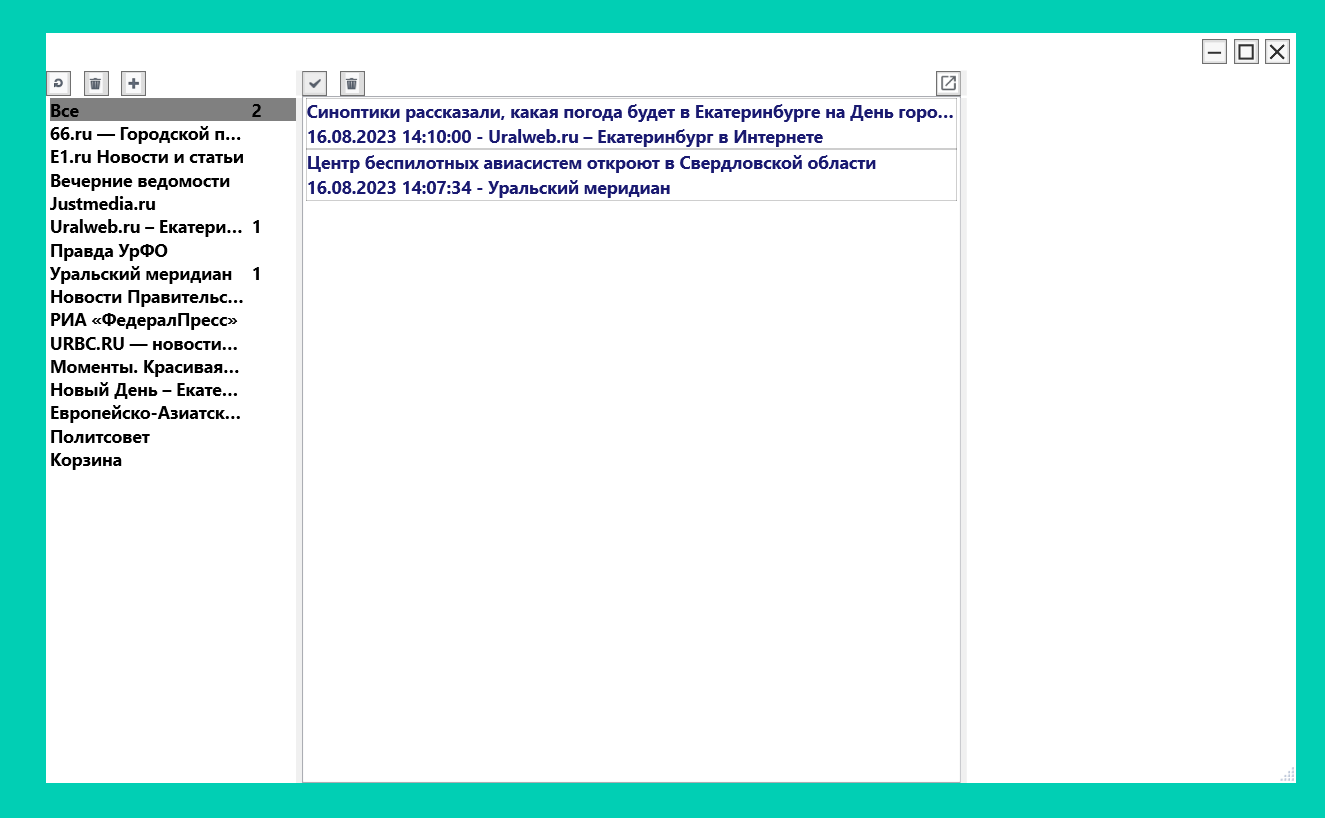 Все 2
66.ru — Городской п...
E1.ru Новости и статьи
Вечерние ведомости
Justmedia.ru
Uralweb.ru – Екатери... 1
Правда УрФО
Уральский меридиан 1
Новости Правительс...
РИА «ФедералПресс»
URBC.RU — новости...
Моменты. Красивая...
Новый День – Екате...
Европейско-Азиатск...
Политсовет
Корзина
Синоптики рассказали, какая погода будет в Екатеринбурге на День горо...
16.08.2023 14:10:00 - Uralweb.ru – Екатеринбург в Интернете
Центр беспилотных авиасистем откроют в Свердловской области
16.08.2023 14:07:34 - Уральский меридиан